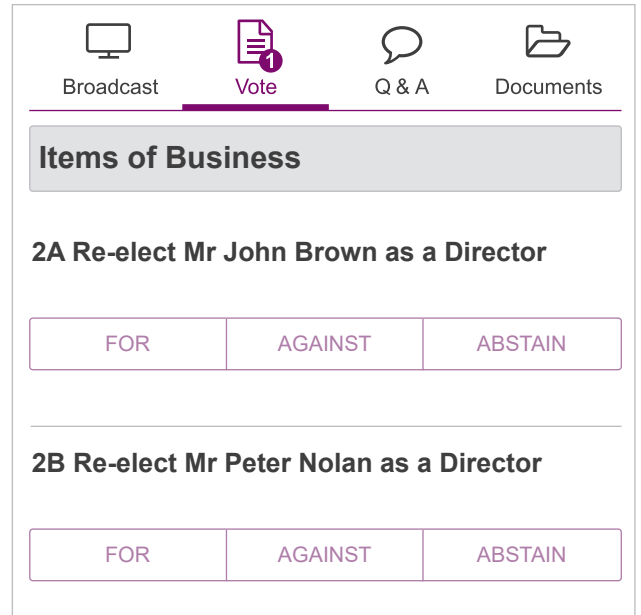 1
Broadcast Vote Q & A Documents
Items of Business
2A Re-elect Mr John Brown as a Director
FOR AGAINST ABSTAIN
2B Re-elect Mr Peter Nolan as a Director
FOR AGAINST ABSTAIN